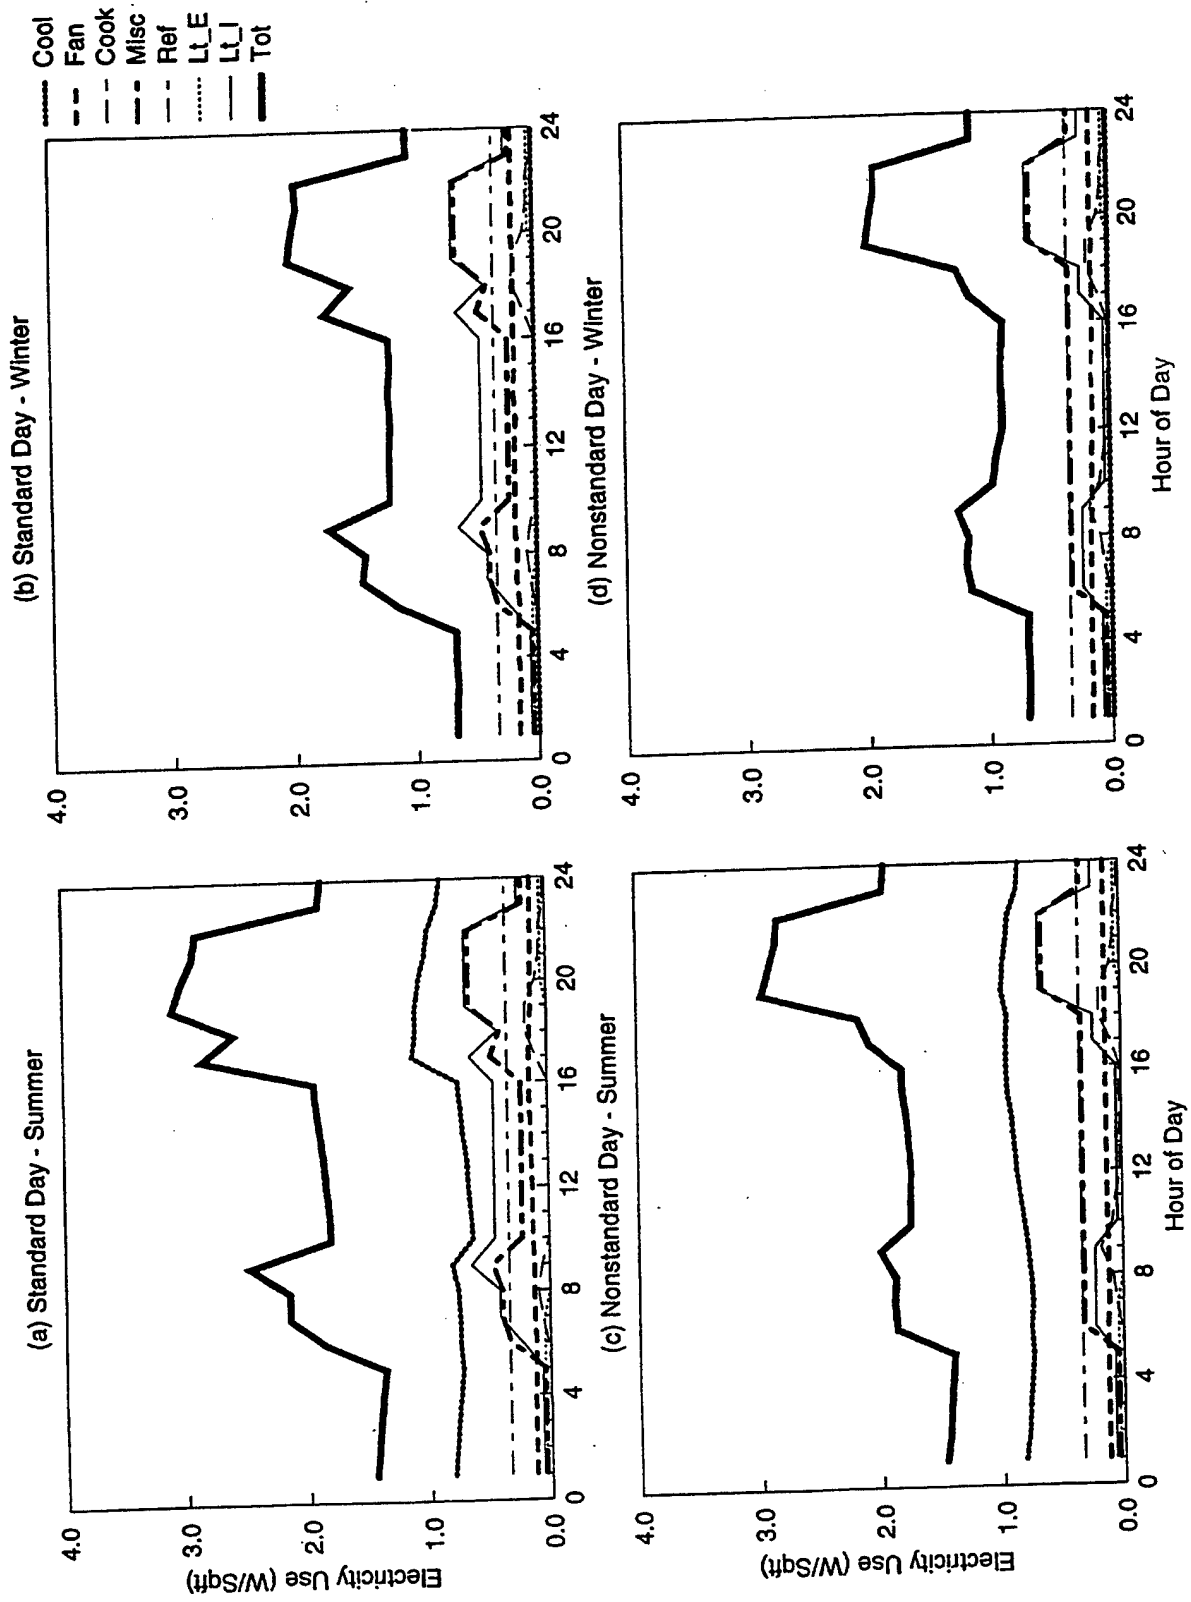 (a) Standard Day - Summer
Electricity Use (W/Sqft)
4.0
3.0
2.0
1.0
0.0
0 4 8 12 16 20 24
(b) Standard Day - Winter
4.0
3.0
2.0
1.0
0.0
0 4 8 12 16 20 24
Cool
Fan
Cook
Misc
Ref
Lt_E
Lt_I
Tot
(c) Nonstandard Day - Summer
Electricity Use (W/Sqft)
4.0
3.0
2.0
1.0
0.0
0 4 8 12 16 20 24
Hour of Day
(d) Nonstandard Day - Winter
4.0
3.0
2.0
1.0
0.0
0 4 8 12 16 20 24
Hour of Day